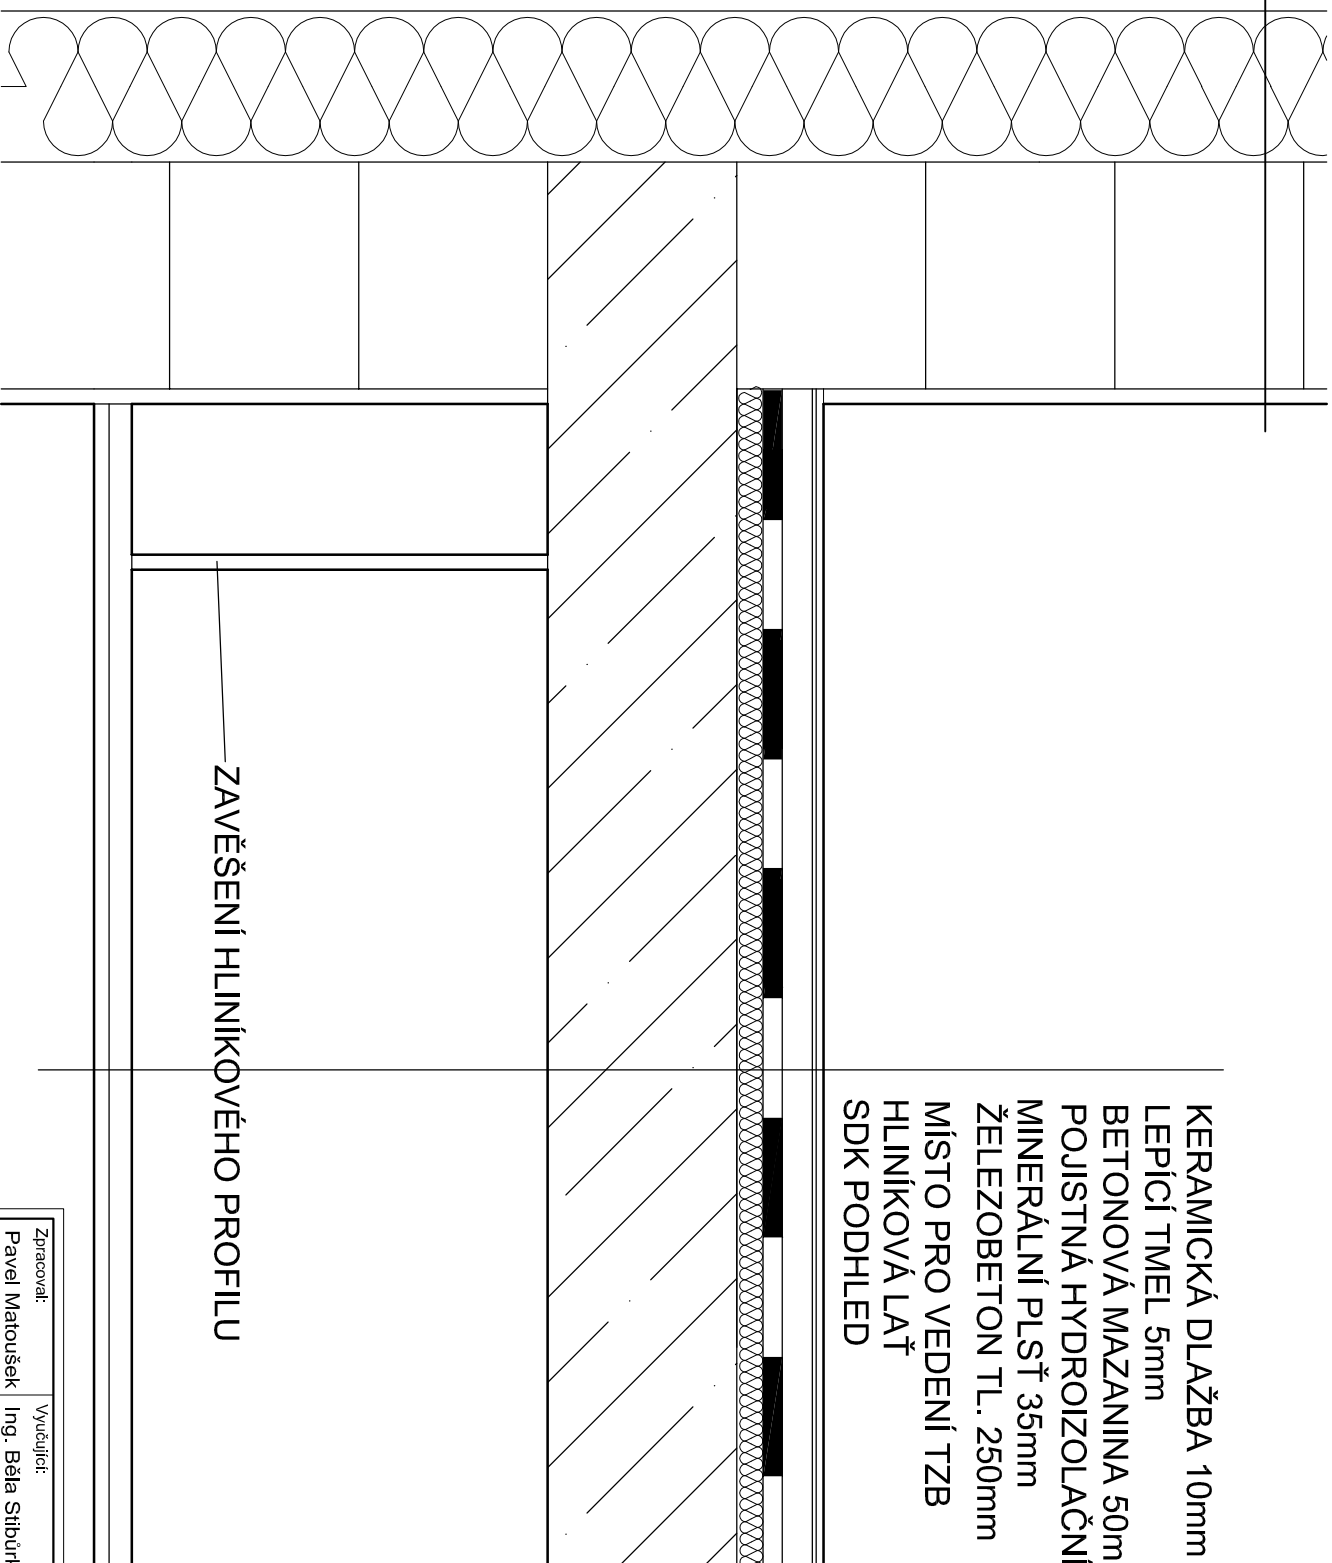 KERAMICKÁ DLAŽBA 10mm
LEPÍCÍ TMEL 5mm
BETONOVÁ MAZANINA 50m
POJISTNÁ HYDROIZOLAČNÍ
MINERÁLNÍ PLSŤ 35mm
ŽELEZOBETON TL. 250mm
MÍSTO PRO VEDENÍ TZB
HLINÍKOVÁ LAŤ
SDK PODHLED
ZAVĚŠENÍ HLINÍKOVÉHO PROFILU
Zpracoval:
Vyučující:
Pavel Matoušek
Ing. Běla